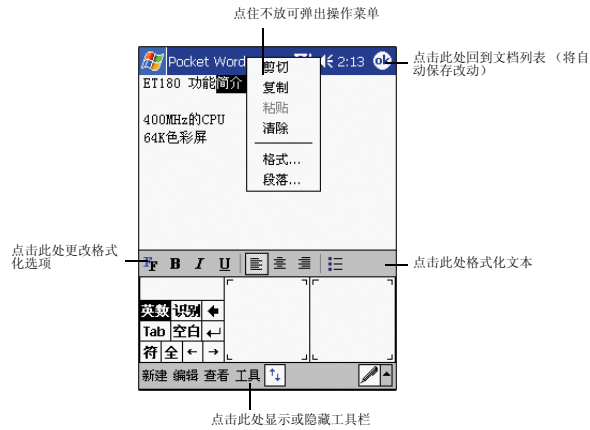 点住不放可弹出操作菜单
Pocket Word
2:13
ok
点击此处回到文档列表（将自
动保存改动）
ET180 功能简介
剪切
复制
粘贴
清除
格式...
段落...
400MHz的CPU
64K色彩屏
点击此处更改格式
化选项
B I U
点击此处格式化文本
英数 识别
Tab 空白
符 全 ← →
新建 编辑 查看 工具
点击此处显示或隐藏工具栏